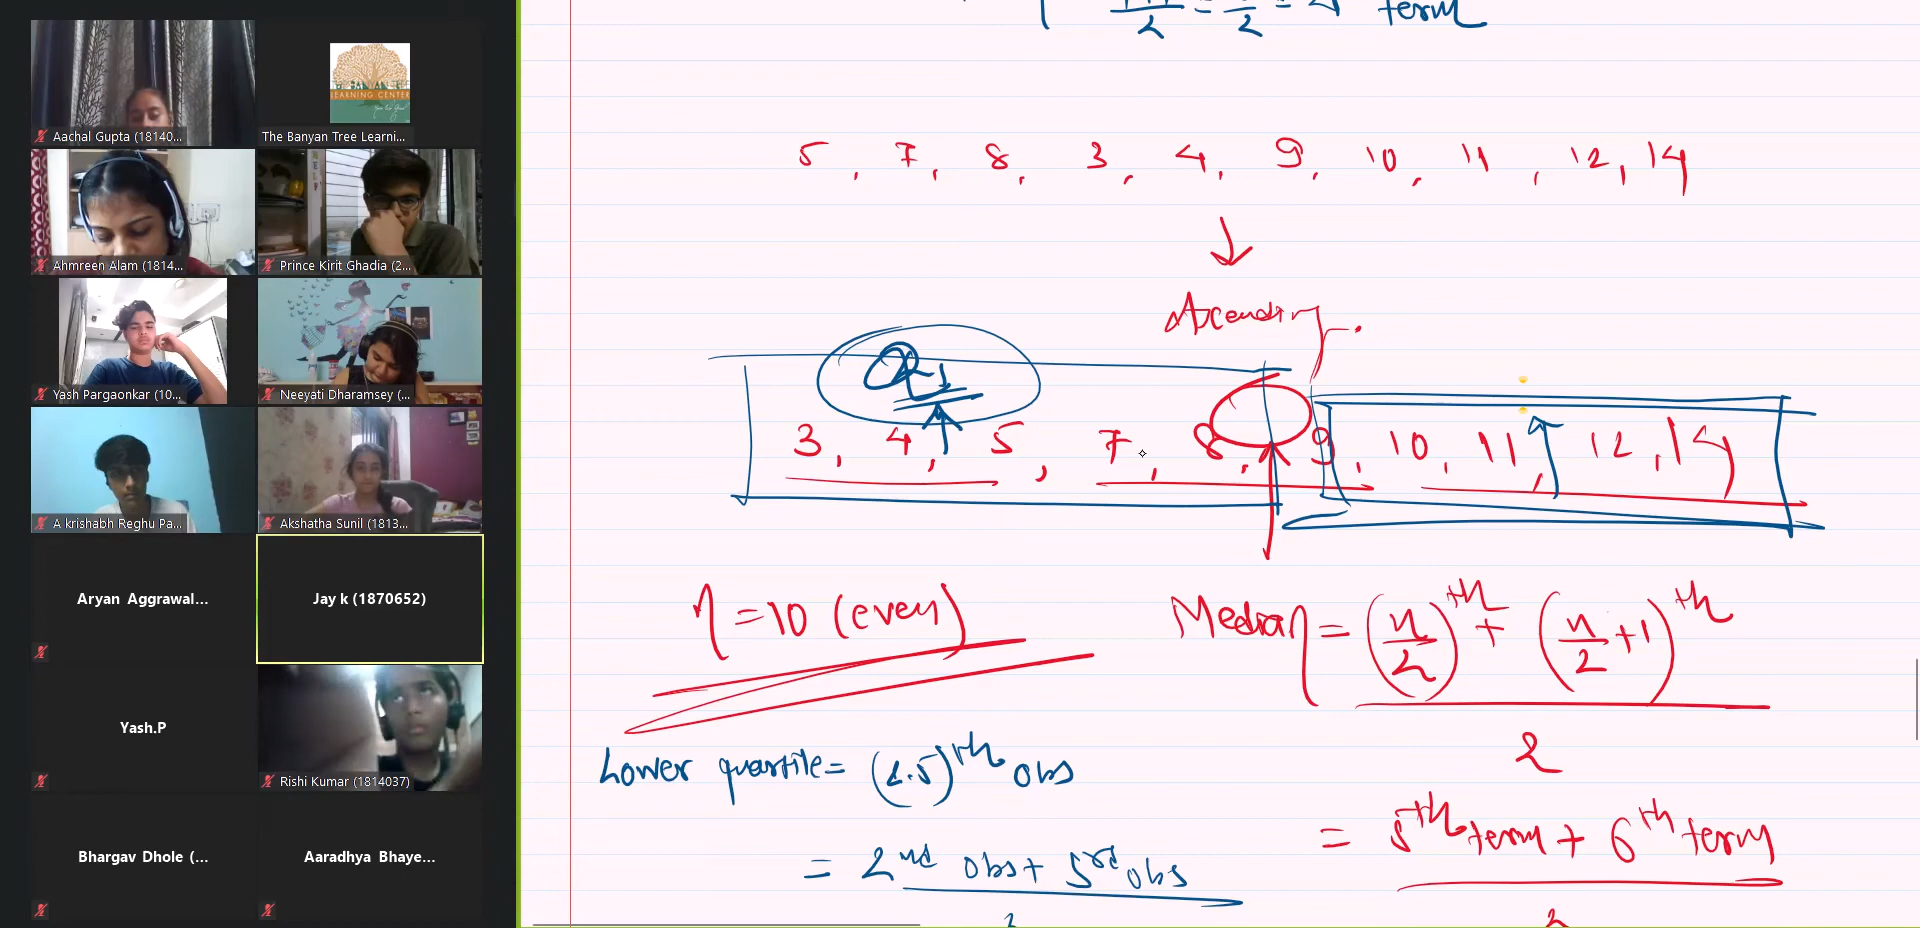 Aachal Gupta (18140...
LEARNING CENTER
The Banyan Tree Learni...
Ahmreen Alam (1814...
Prince Kirit Ghadia (2...
Yash Pargaonkar (10...
Neeyati Dharamsey (...
A krishabh Reghu Pa...
Akshatha Sunil (1813...
Aryan Aggrawal...
Jay k (1870652)
Yash.P
Rishi Kumar (1814037)
Bhargav Dhole (...
Aaradhya Bhaye...
term
5, 7, 8, 3, 4, 9, 10, 11, 12, 14
↓
Ascending.
Q1
3, 4, 5, 7, 8, 9, 10, 11, 12, 14
n = 10 (even)
Median = (n/2)th + (n/2 + 1)th
2
Lower quartile = (2.5)th obs
= 2nd obs + 3rd obs
= 5th term + 6th term
2